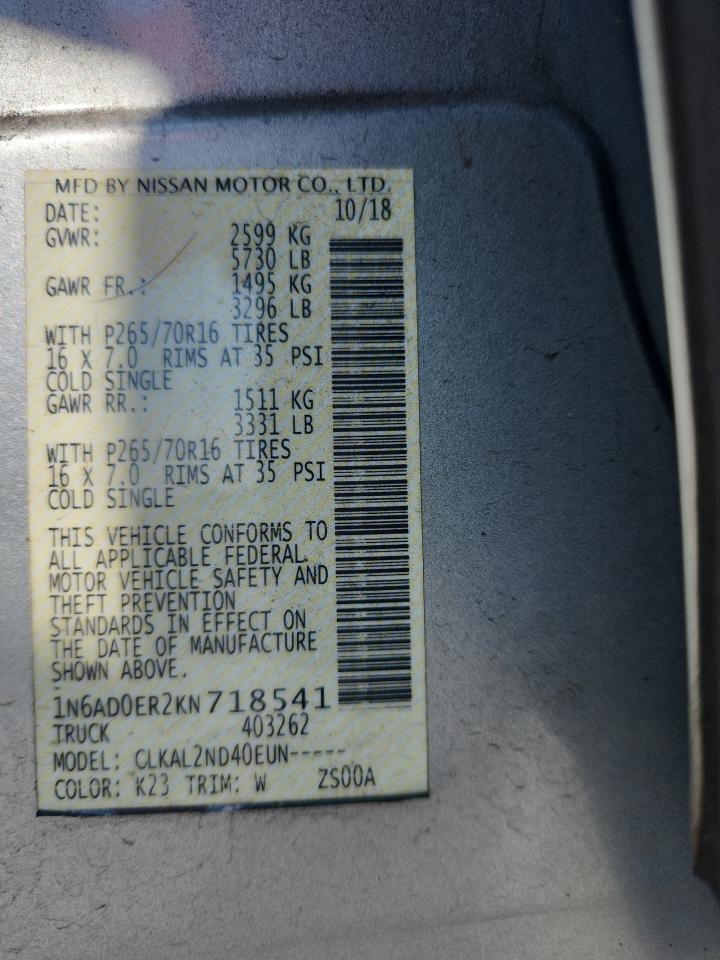 MFD BY NISSAN MOTOR CO., LTD.
DATE: 10/18
GVWR: 2599 KG
5730 LB
GAWR FR.: 1495 KG
3296 LB
WITH P265/70R16 TIRES
16 X 7.0 RIMS AT 35 PSI
COLD SINGLE
GAWR RR.: 1511 KG
3331 LB
WITH P265/70R16 TIRES
16 X 7.0 RIMS AT 35 PSI
COLD SINGLE
THIS VEHICLE CONFORMS TO
ALL APPLICABLE FEDERAL
MOTOR VEHICLE SAFETY AND
THEFT PREVENTION
STANDARDS IN EFFECT ON
THE DATE OF MANUFACTURE
SHOWN ABOVE.
1N6AD0ER2KN718541
TRUCK 403262
MODEL: CLKAL2ND40EUN-----
COLOR: K23 TRIM: W ZS00A